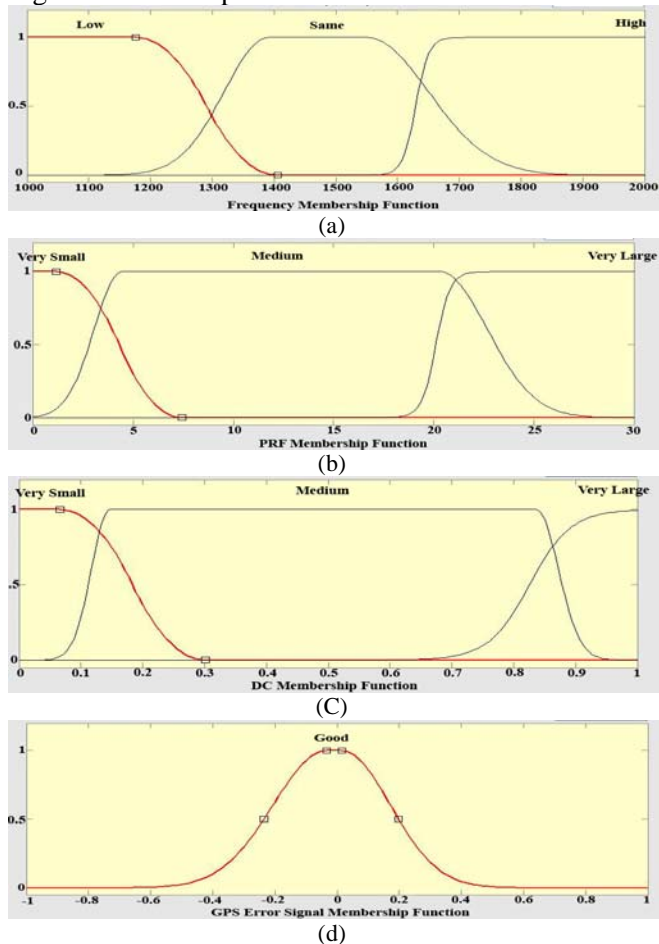 Low Same High
1
0.5
0
1000 1100 1200 1300 1400 1500 1600 1700 1800 1900 2000
Frequency Membership Function
(a)
Very Small Medium Very Large
1
0.5
0
0 5 10 15 20 25 30
PRF Membership Function
(b)
Very Small Medium Very Large
1
.5
0
0 0.1 0.2 0.3 0.4 0.5 0.6 0.7 0.8 0.9 1
DC Membership Function
(C)
Good
1
0.5
0
-1 -0.8 -0.6 -0.4 -0.2 0 0.2 0.4 0.6 0.8 1
GPS Error Signal Membership Function
(d)